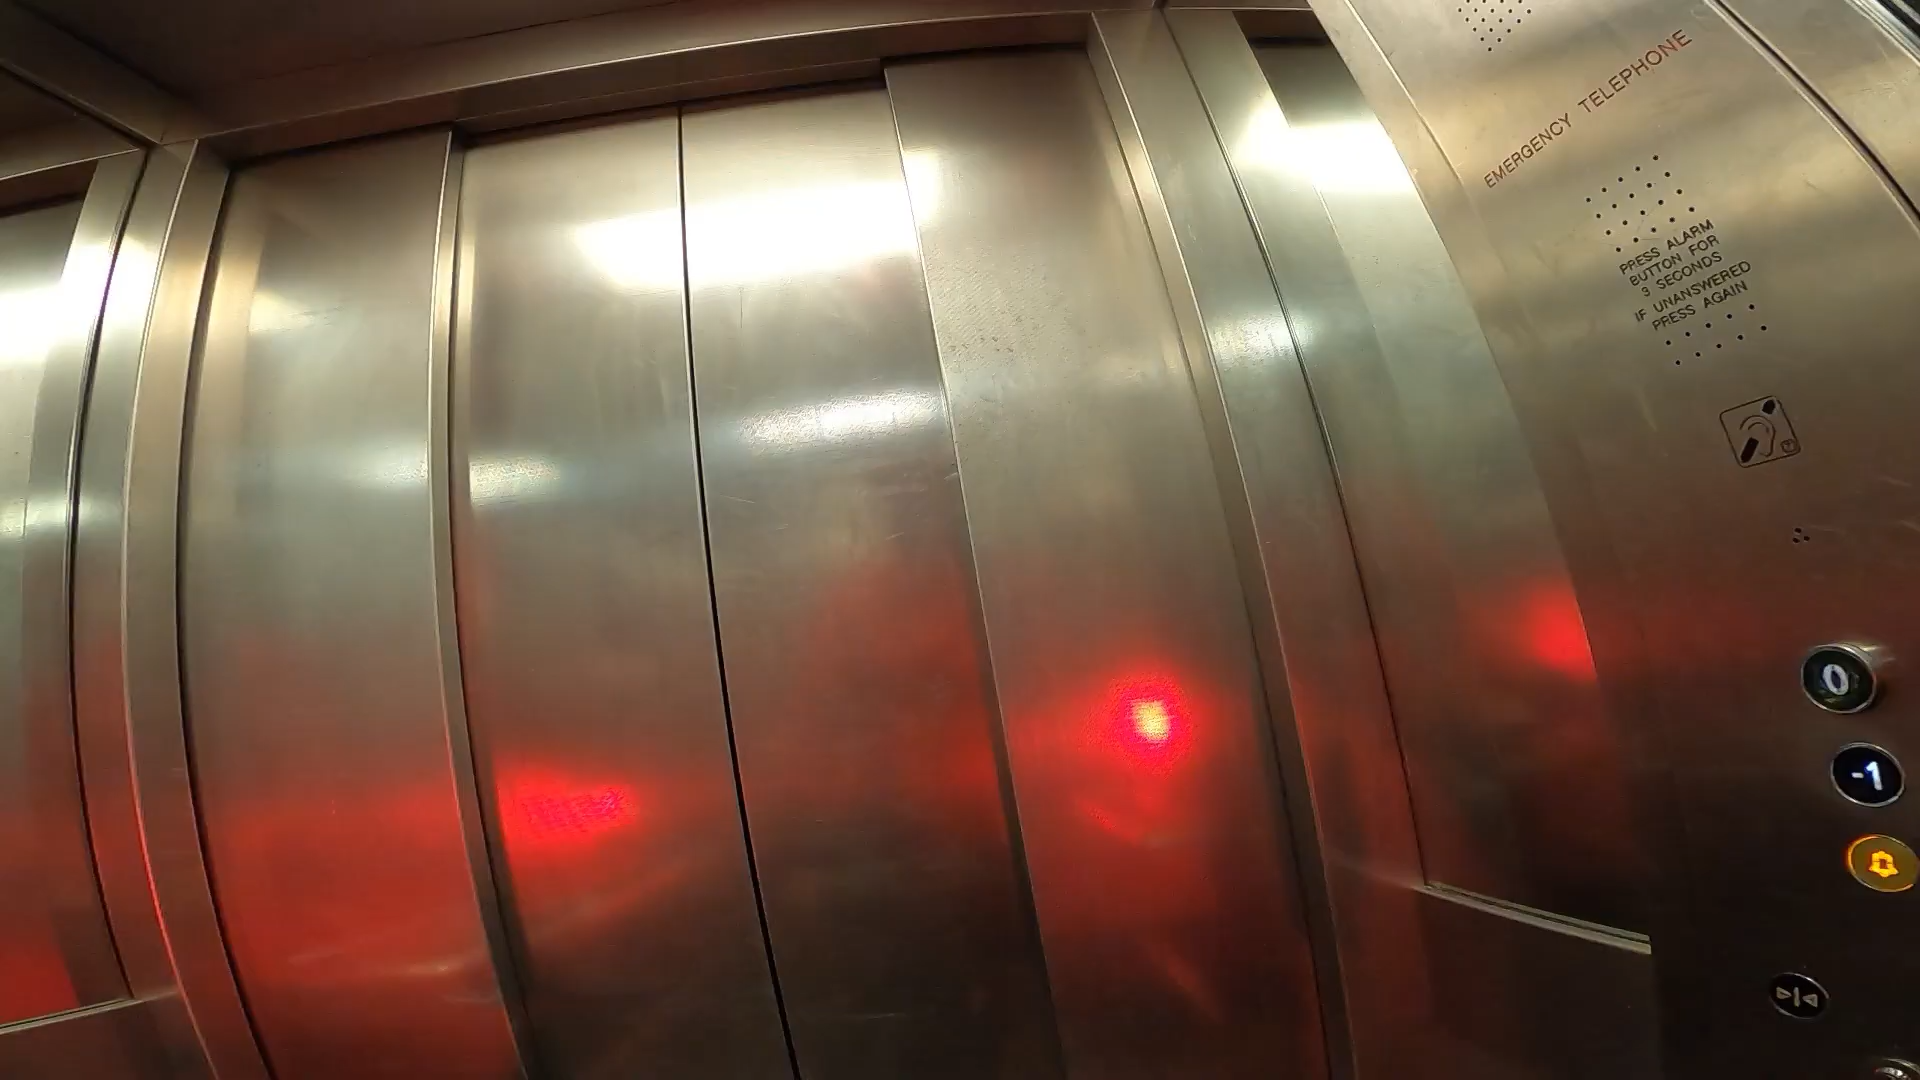 EMERGENCY TELEPHONE
PRESS ALARM
BUTTON FOR
3 SECONDS
IF UNANSWERED
PRESS AGAIN
0
-1